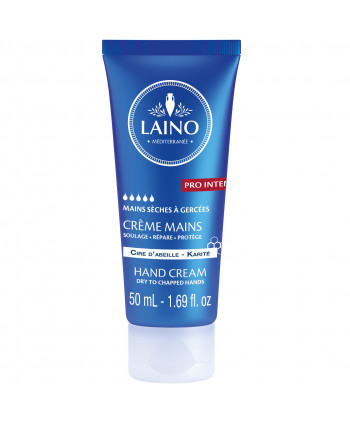 LAINO
• MÉDITERRANÉE •
PRO INTEN
MAINS SÈCHES À GERCÉES
CRÈME MAINS
SOULAGE • RÉPARE • PROTÈGE
CIRE D'ABEILLE - KARITÉ
HAND CREAM
DRY TO CHAPPED HANDS
50 mL - 1.69 fl. oz